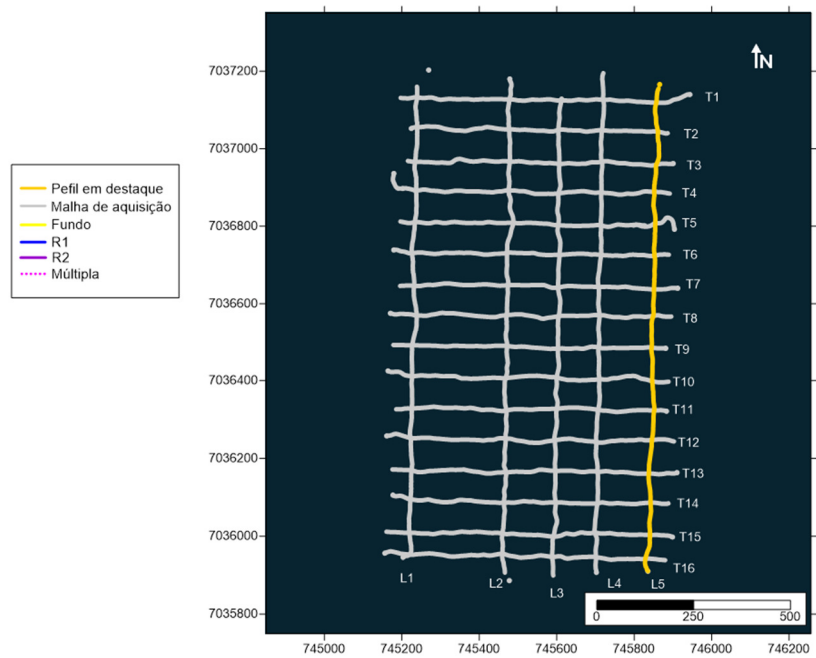 N
7037200
7037000
7036800
7036600
7036400
7036200
7036000
7035800
T1
T2
T3
T4
T5
T6
T7
T8
T9
T10
T11
T12
T13
T14
T15
T16
Pefil em destaque
Malha de aquisição
Fundo
R1
R2
Múltipla
L1
L2
L3
L4
L5
0 250 500
745000 745200 745400 745600 745800 746000 746200